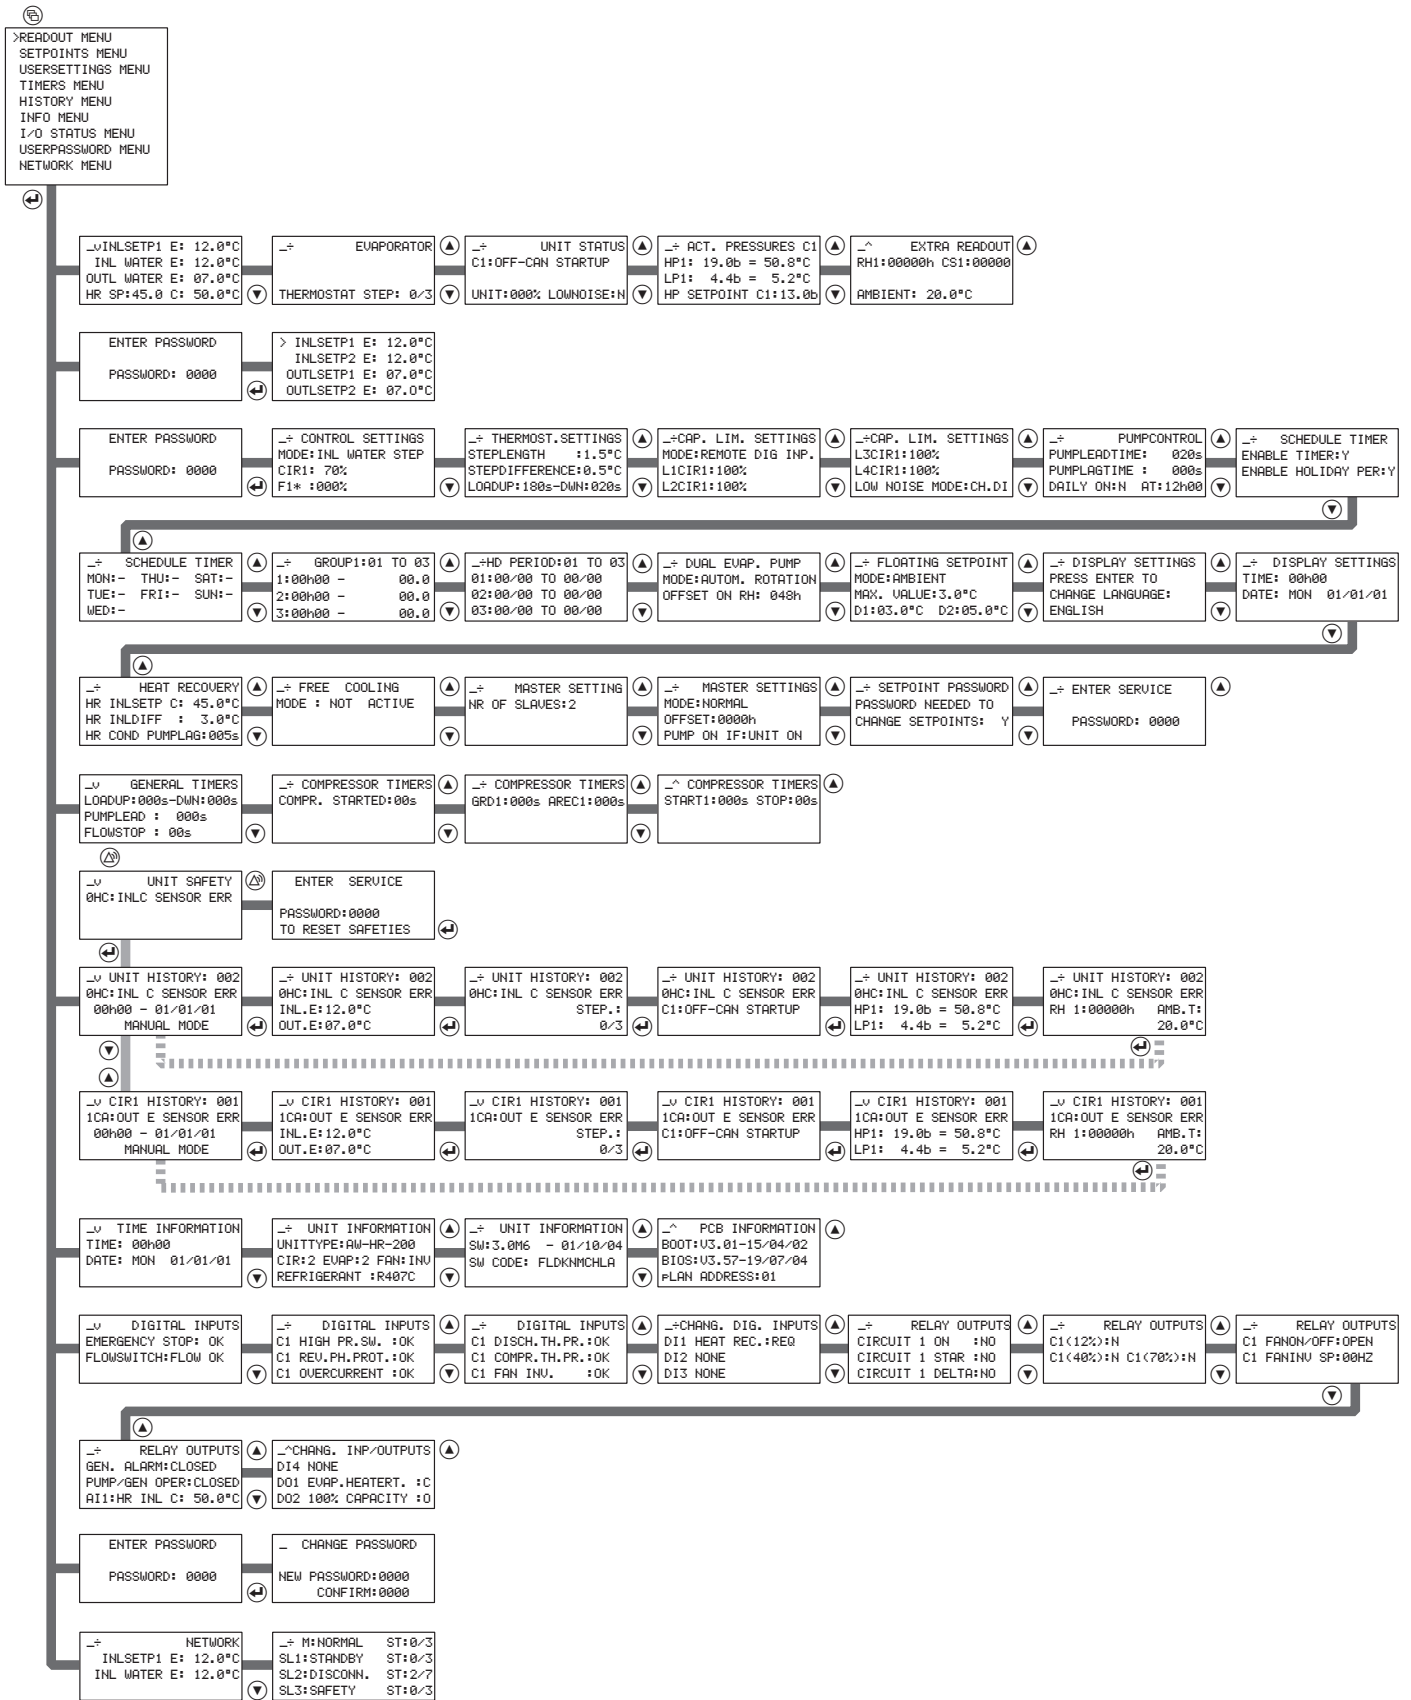 >READOUT MENU
SETPOINTS MENU
USERSETTINGS MENU
TIMERS MENU
HISTORY MENU
INFO MENU
I/O STATUS MENU
USERPASSWORD MENU
NETWORK MENU
_vINLSETP1 E: 12.0°C
INL WATER E: 12.0°C
OUTL WATER E: 07.0°C
HR SP:45.0 C: 50.0°C
_÷ EVAPORATOR
THERMOSTAT STEP: 0/3
_÷ UNIT STATUS
C1:OFF-CAN STARTUP
UNIT:000% LOWNOISE:N
_÷ ACT. PRESSURES C1
HP1: 19.0b = 50.8°C
LP1: 4.4b = 5.2°C
HP SETPOINT C1:13.0b
_^ EXTRA READOUT
RH1:00000h CS1:00000
AMBIENT: 20.0°C
ENTER PASSWORD
PASSWORD: 0000
> INLSETP1 E: 12.0°C
INLSETP2 E: 12.0°C
OUTLSETP1 E: 07.0°C
OUTLSETP2 E: 07.0°C
ENTER PASSWORD
PASSWORD: 0000
_÷ CONTROL SETTINGS
MODE:INL WATER STEP
CIR1: 70%
F1* :000%
_÷ THERMOST.SETTINGS
STEPLENGTH :1.5°C
STEPDIFFERENCE:0.5°C
LOADUP:180s-DWN:020s
_÷CAP. LIM. SETTINGS
MODE:REMOTE DIG INP.
L1CIR1:100%
L2CIR1:100%
_÷CAP. LIM. SETTINGS
L3CIR1:100%
L4CIR1:100%
LOW NOISE MODE:CH.DI
_÷ PUMPCONTROL
PUMPLEADTIME: 020s
PUMPLAGTIME : 000s
DAILY ON:N AT:12h00
_÷ SCHEDULE TIMER
ENABLE TIMER:Y
ENABLE HOLIDAY PER:Y
_÷ SCHEDULE TIMER
MON:- THU:- SAT:-
TUE:- FRI:- SUN:-
WED:-
_÷ GROUP1:01 TO 03
1:00h00 - 00.0
2:00h00 - 00.0
3:00h00 - 00.0
_÷HD PERIOD:01 TO 03
01:00/00 TO 00/00
02:00/00 TO 00/00
03:00/00 TO 00/00
_÷ DUAL EVAP. PUMP
MODE:AUTOM. ROTATION
OFFSET ON RH: 048h
_÷ FLOATING SETPOINT
MODE:AMBIENT
MAX. VALUE:3.0°C
D1:03.0°C D2:05.0°C
_÷ DISPLAY SETTINGS
PRESS ENTER TO
CHANGE LANGUAGE:
ENGLISH
_÷ DISPLAY SETTINGS
TIME: 00h00
DATE: MON 01/01/01
_÷ HEAT RECOVERY
HR INLSETP C: 45.0°C
HR INLDIFF : 3.0°C
HR COND PUMPLAG:005s
_÷ FREE COOLING
MODE : NOT ACTIVE
_÷ MASTER SETTING
NR OF SLAVES:2
_÷ MASTER SETTINGS
MODE:NORMAL
OFFSET:0000h
PUMP ON IF:UNIT ON
_÷ SETPOINT PASSWORD
PASSWORD NEEDED TO
CHANGE SETPOINTS: Y
_÷ ENTER SERVICE
PASSWORD: 0000
_v GENERAL TIMERS
LOADUP:000s-DWN:000s
PUMPLEAD : 000s
FLOWSTOP : 00s
_÷ COMPRESSOR TIMERS
COMPR. STARTED:00s
_÷ COMPRESSOR TIMERS
GRD1:000s AREC1:000s
_^ COMPRESSOR TIMERS
START1:000s STOP:00s
_v UNIT SAFETY
0HC:INLC SENSOR ERR
ENTER SERVICE
PASSWORD:0000
TO RESET SAFETIES
_v UNIT HISTORY: 002
0HC:INL C SENSOR ERR
00h00 - 01/01/01
MANUAL MODE
_÷ UNIT HISTORY: 002
0HC:INL C SENSOR ERR
INL.E:12.0°C
OUT.E:07.0°C
_÷ UNIT HISTORY: 002
0HC:INL C SENSOR ERR
STEP.:
0/3
_÷ UNIT HISTORY: 002
0HC:INL C SENSOR ERR
C1:OFF-CAN STARTUP
_÷ UNIT HISTORY: 002
0HC:INL C SENSOR ERR
HP1: 19.0b = 50.8°C
LP1: 4.4b = 5.2°C
_÷ UNIT HISTORY: 002
0HC:INL C SENSOR ERR
RH 1:00000h AMB.T:
20.0°C
_v CIR1 HISTORY: 001
1CA:OUT E SENSOR ERR
00h00 - 01/01/01
MANUAL MODE
_v CIR1 HISTORY: 001
1CA:OUT E SENSOR ERR
INL.E:12.0°C
OUT.E:07.0°C
_v CIR1 HISTORY: 001
1CA:OUT E SENSOR ERR
STEP.:
0/3
_v CIR1 HISTORY: 001
1CA:OUT E SENSOR ERR
C1:OFF-CAN STARTUP
_v CIR1 HISTORY: 001
1CA:OUT E SENSOR ERR
HP1: 19.0b = 50.8°C
LP1: 4.4b = 5.2°C
_v CIR1 HISTORY: 001
1CA:OUT E SENSOR ERR
RH 1:00000h AMB.T:
20.0°C
_v TIME INFORMATION
TIME: 00h00
DATE: MON 01/01/01
_÷ UNIT INFORMATION
UNITTYPE:AW-HR-200
CIR:2 EVAP:2 FAN:INV
REFRIGERANT :R407C
_÷ UNIT INFORMATION
SW:3.0M6 - 01/10/04
SW CODE: FLDKNMCHLA
_^ PCB INFORMATION
BOOT:V3.01-15/04/02
BIOS:V3.57-19/07/04
pLAN ADDRESS:01
_v DIGITAL INPUTS
EMERGENCY STOP: OK
FLOWSWITCH:FLOW OK
_÷ DIGITAL INPUTS
C1 HIGH PR.SW. :OK
C1 REV.PH.PROT.:OK
C1 OVERCURRENT :OK
_÷ DIGITAL INPUTS
C1 DISCH.TH.PR.:OK
C1 COMPR.TH.PR.:OK
C1 FAN INV. :OK
_÷CHANG. DIG. INPUTS
DI1 HEAT REC.:REQ
DI2 NONE
DI3 NONE
_÷ RELAY OUTPUTS
CIRCUIT 1 ON :NO
CIRCUIT 1 STAR :NO
CIRCUIT 1 DELTA:NO
_÷ RELAY OUTPUTS
C1(12%):N
C1(40%):N C1(70%):N
_÷ RELAY OUTPUTS
C1 FANON/OFF:OPEN
C1 FANINV SP:00HZ
_÷ RELAY OUTPUTS
GEN. ALARM:CLOSED
PUMP/GEN OPER:CLOSED
AI1:HR INL C: 50.0°C
_^CHANG. INP/OUTPUTS
DI4 NONE
DO1 EVAP.HEATERT. :C
DO2 100% CAPACITY :O
ENTER PASSWORD
PASSWORD: 0000
_ CHANGE PASSWORD
NEW PASSWORD:0000
CONFIRM:0000
_÷ NETWORK
INLSETP1 E: 12.0°C
INL WATER E: 12.0°C
_÷ M:NORMAL ST:0/3
SL1:STANDBY ST:0/3
SL2:DISCONN. ST:2/7
SL3:SAFETY ST:0/3